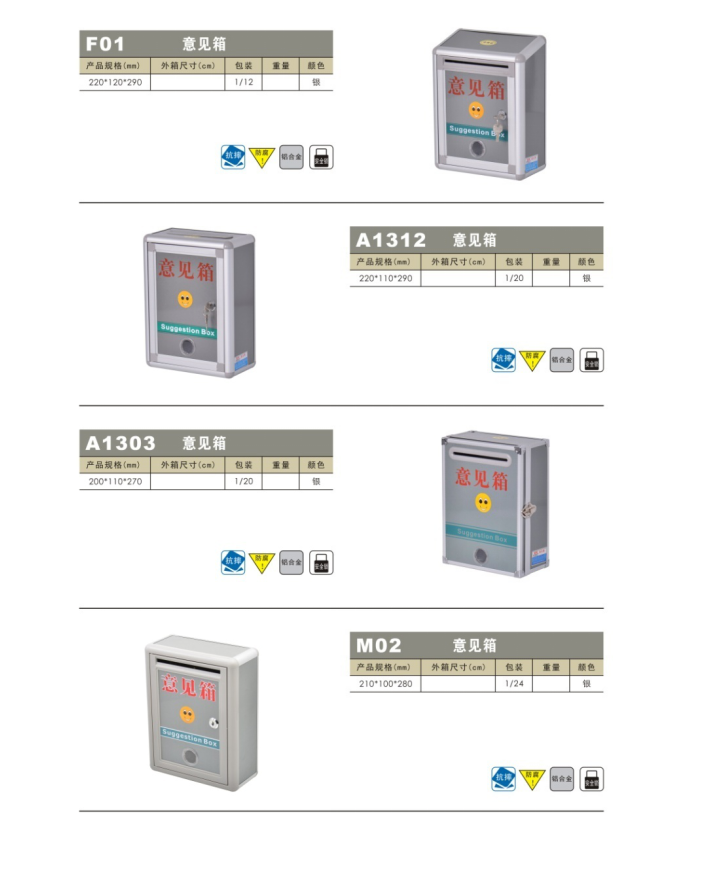 F01 意见箱
产品规格(mm) 外箱尺寸(cm) 包装 重量 颜色
220*120*290 1/12 银
意见箱
Suggestion Box
抗摔 防腐 ! 铝合金 安全锁
A1312 意见箱
产品规格(mm) 外箱尺寸(cm) 包装 重量 颜色
220*110*290 1/20 银
意见箱
Suggestion Box
抗摔 防腐 ! 铝合金 安全锁
A1303 意见箱
产品规格(mm) 外箱尺寸(cm) 包装 重量 颜色
200*110*270 1/20 银
意见箱
Suggestion Box
抗摔 防腐 ! 铝合金 安全锁
M02 意见箱
产品规格(mm) 外箱尺寸(cm) 包装 重量 颜色
210*100*280 1/24 银
意见箱
Suggestion Box
抗摔 防腐 ! 铝合金 安全锁